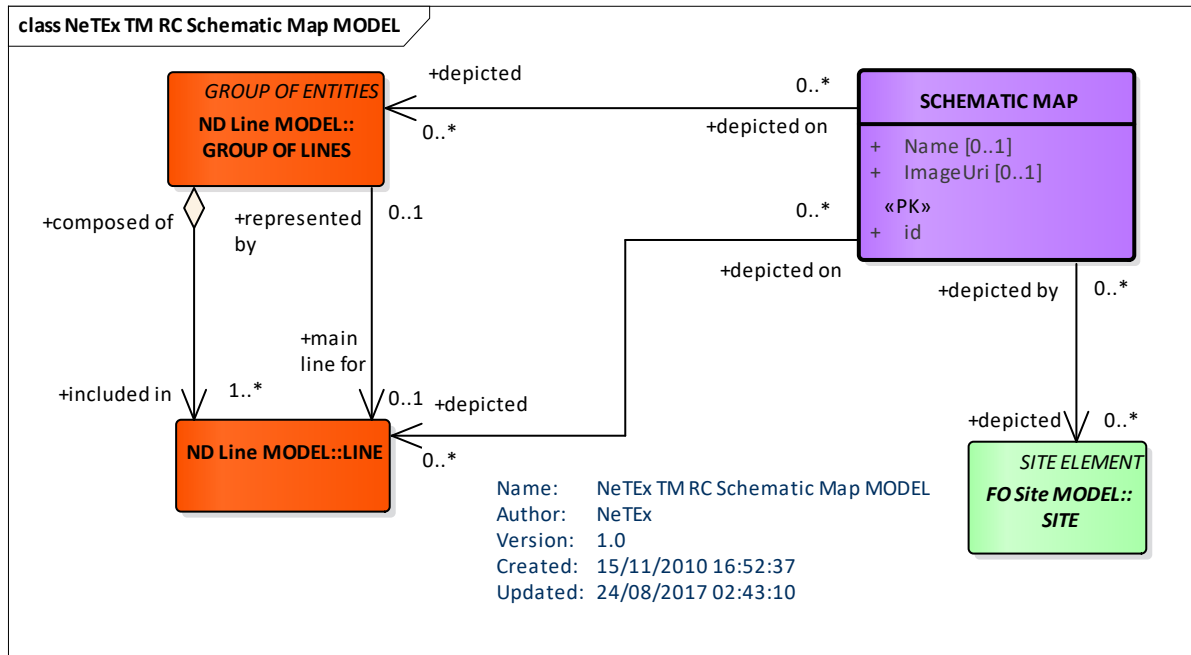 class NeTEx TM RC Schematic Map MODEL
GROUP OF ENTITIES
ND Line MODEL::
GROUP OF LINES
+depicted
0..*
0..*
+depicted on
SCHEMATIC MAP
+ Name [0..1]
+ ImageUri [0..1]
«PK»
+ id
+composed of
+represented
by
0..1
0..*
+depicted on
+depicted by
0..*
+main
line for
+included in
1..*
0..1
+depicted
0..*
+depicted
0..*
ND Line MODEL::LINE
SITE ELEMENT
FO Site MODEL::
SITE
Name: NeTEx TM RC Schematic Map MODEL
Author: NeTEx
Version: 1.0
Created: 15/11/2010 16:52:37
Updated: 24/08/2017 02:43:10